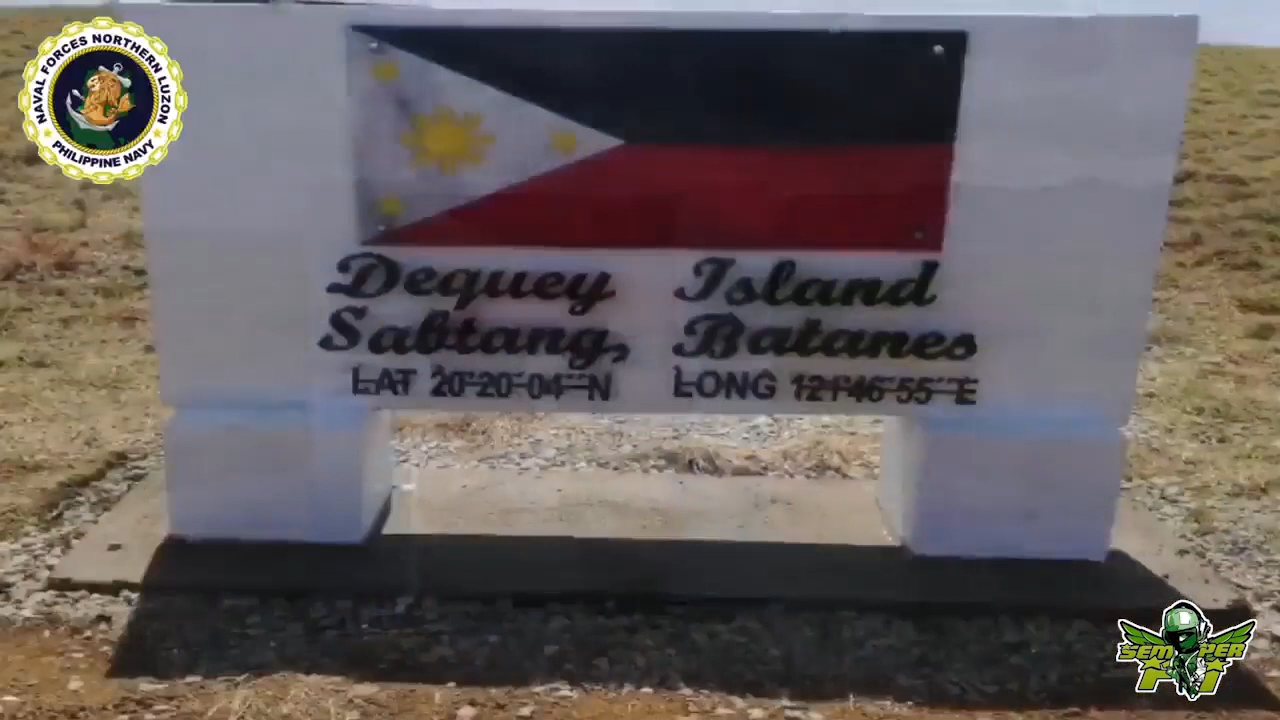 NAVAL FORCES NORTHERN LUZON
PHILIPPINE NAVY
Dequey Island
Sabtang, Batanes
LAT 20°20'04"N LONG 121°46'55"E
SEMPER
FI